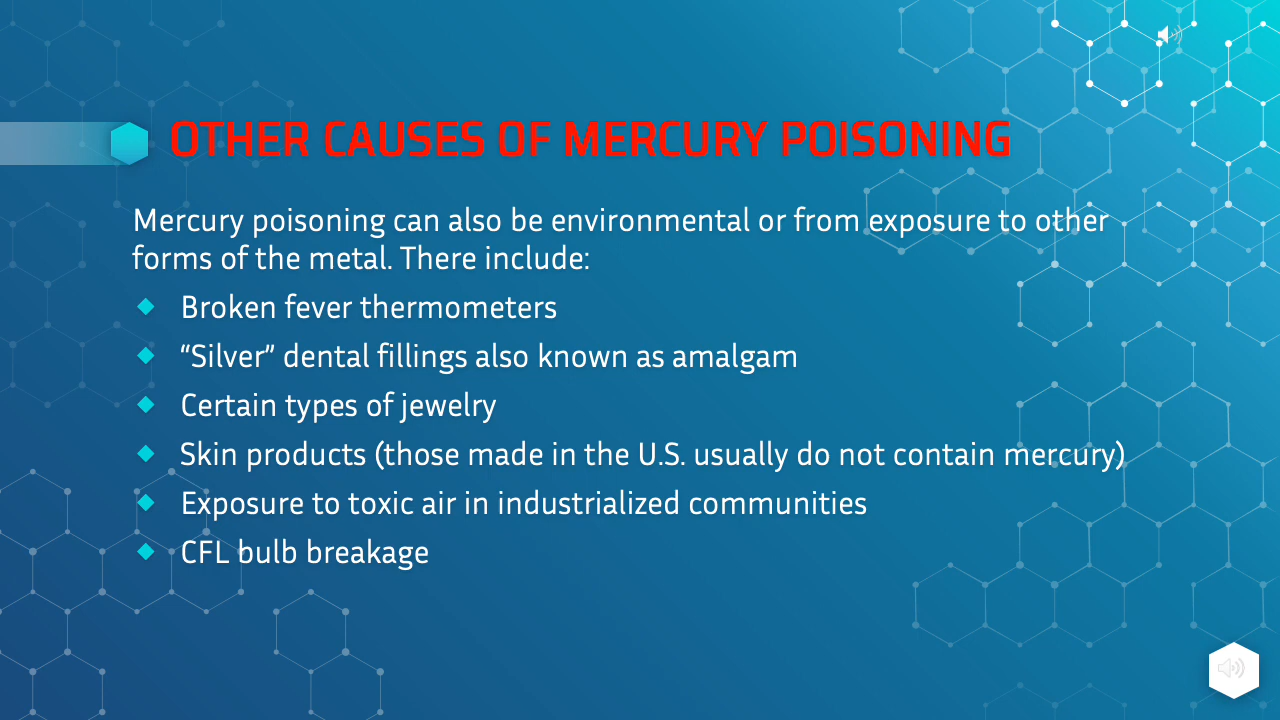 OTHER CAUSES OF MERCURY POISONING
Mercury poisoning can also be environmental or from exposure to other
forms of the metal. There include:
Broken fever thermometers
“Silver” dental fillings also known as amalgam
Certain types of jewelry
Skin products (those made in the U.S. usually do not contain mercury)
Exposure to toxic air in industrialized communities
CFL bulb breakage